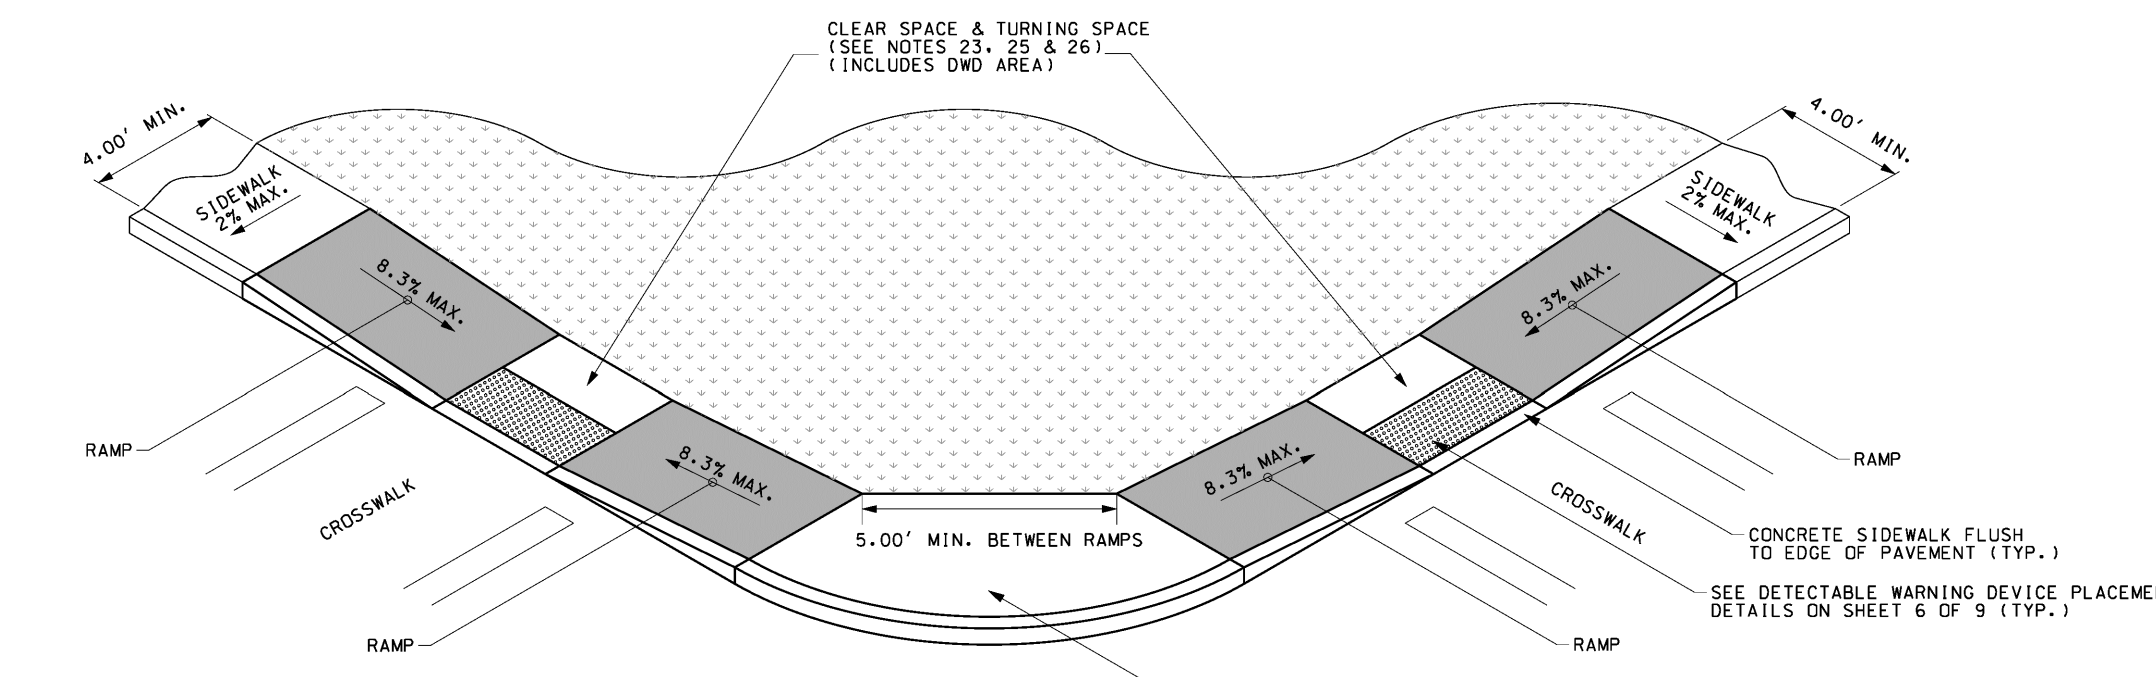 CLEAR SPACE & TURNING SPACE
(SEE NOTES 23, 25 & 26)
(INCLUDES DWD AREA)
4.00' MIN.
4.00' MIN.
SIDEWALK
2% MAX.
SIDEWALK
2% MAX.
8.3% MAX.
8.3% MAX.
RAMP
8.3% MAX.
8.3% MAX.
RAMP
CROSSWALK
CROSSWALK
5.00' MIN. BETWEEN RAMPS
CONCRETE SIDEWALK FLUSH
TO EDGE OF PAVEMENT (TYP.)
SEE DETECTABLE WARNING DEVICE
DETAILS ON SHEET 6 OF 9 (TYP.)
RAMP
RAMP